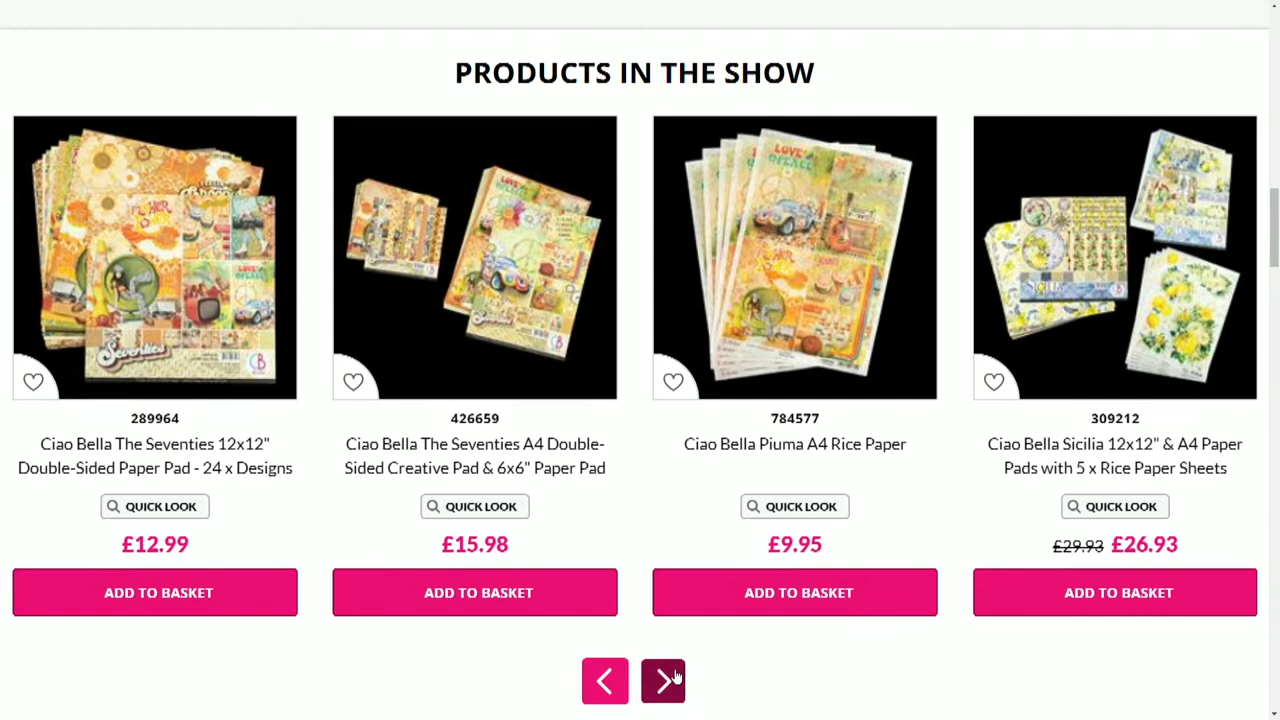 PRODUCTS IN THE SHOW
289964
Ciao Bella The Seventies 12x12"
Double-Sided Paper Pad - 24 x Designs
QUICK LOOK
£12.99
ADD TO BASKET
426659
Ciao Bella The Seventies A4 Double-
Sided Creative Pad & 6x6" Paper Pad
QUICK LOOK
£15.98
ADD TO BASKET
784577
Ciao Bella Piuma A4 Rice Paper
QUICK LOOK
£9.95
ADD TO BASKET
309212
Ciao Bella Sicilia 12x12" & A4 Paper
Pads with 5 x Rice Paper Sheets
QUICK LOOK
£29.93 £26.93
ADD TO BASKET